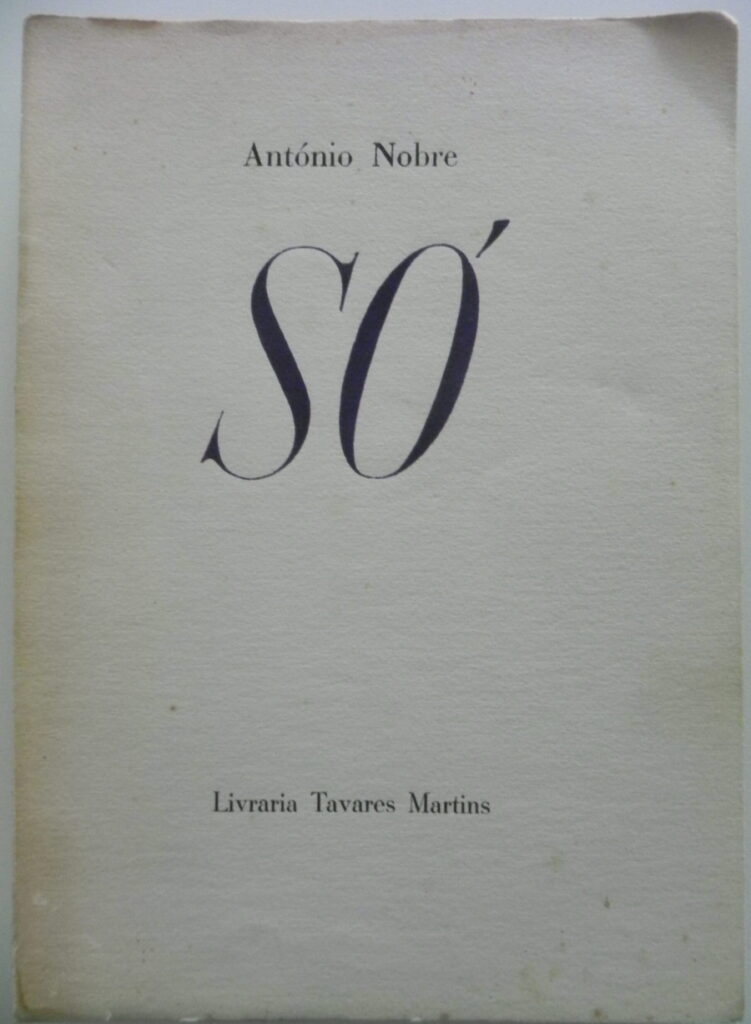 António Nobre
SÓ
Livraria Tavares Martins